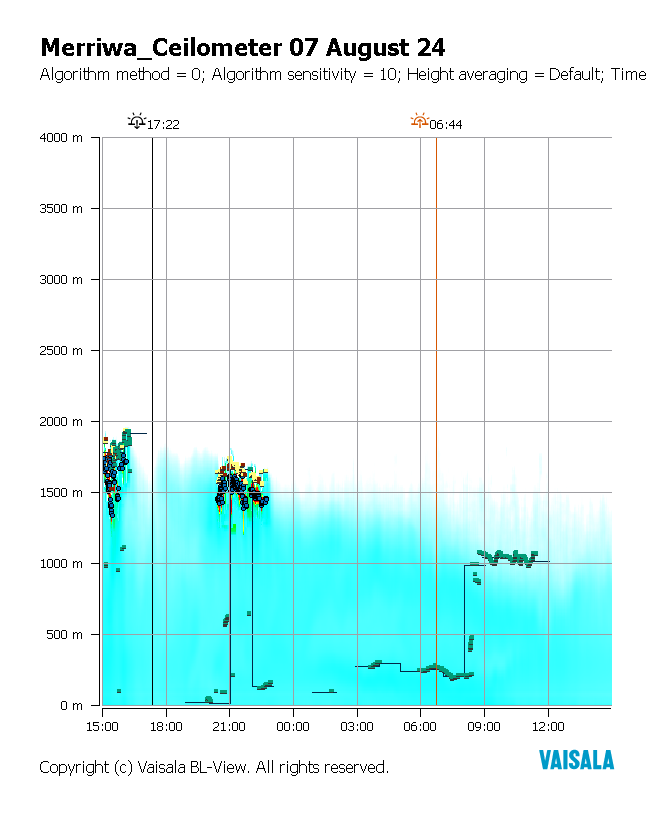 Merriwa_Ceilometer 07 August 24
Algorithm method = 0; Algorithm sensitivity = 10; Height averaging = Default; Time
17:22 06:44
4000 m
3500 m
3000 m
2500 m
2000 m
1500 m
1000 m
500 m
0 m
15:00 18:00 21:00 00:00 03:00 06:00 09:00 12:00
VAISALA
Copyright (c) Vaisala BL-View. All rights reserved.